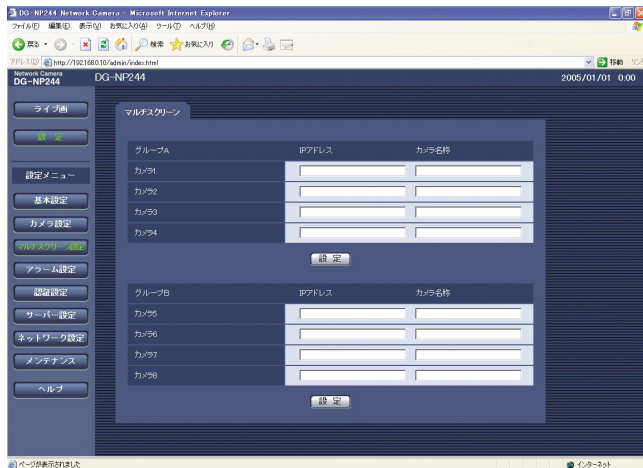 DG-NP244 Network Camera - Microsoft Internet Explorer
ファイル(F) 編集(E) 表示(V) お気に入り(A) ツール(T) ヘルプ(H)
戻る 検索 お気に入り
アドレス(D) http://192.168.0.10/admin/index.html 移動
Network Camera
DG-NP244
DG-NP244
2005/01/01 0:00
ライブ画
設 定
設定メニュー
基本設定
カメラ設定
マルチスクリーン設定
アラーム設定
認証設定
サーバー設定
ネットワーク設定
メンテナンス
ヘルプ
マルチスクリーン
グループA IPアドレス カメラ名称
カメラ1
カメラ2
カメラ3
カメラ4
設 定
グループB IPアドレス カメラ名称
カメラ5
カメラ6
カメラ7
カメラ8
設 定
ページが表示されました
インターネット